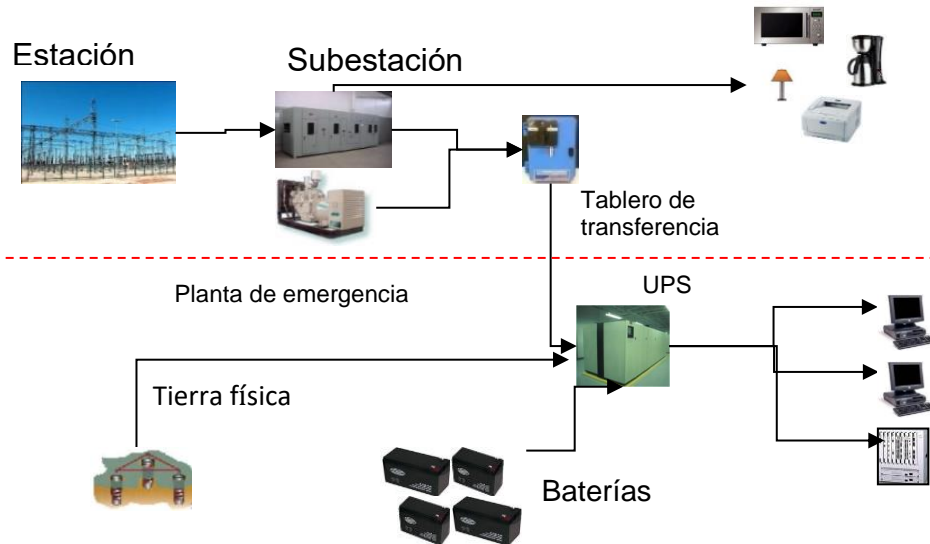 Estación
Subestación
Tablero de
transferencia
Planta de emergencia
UPS
Tierra física
Baterías